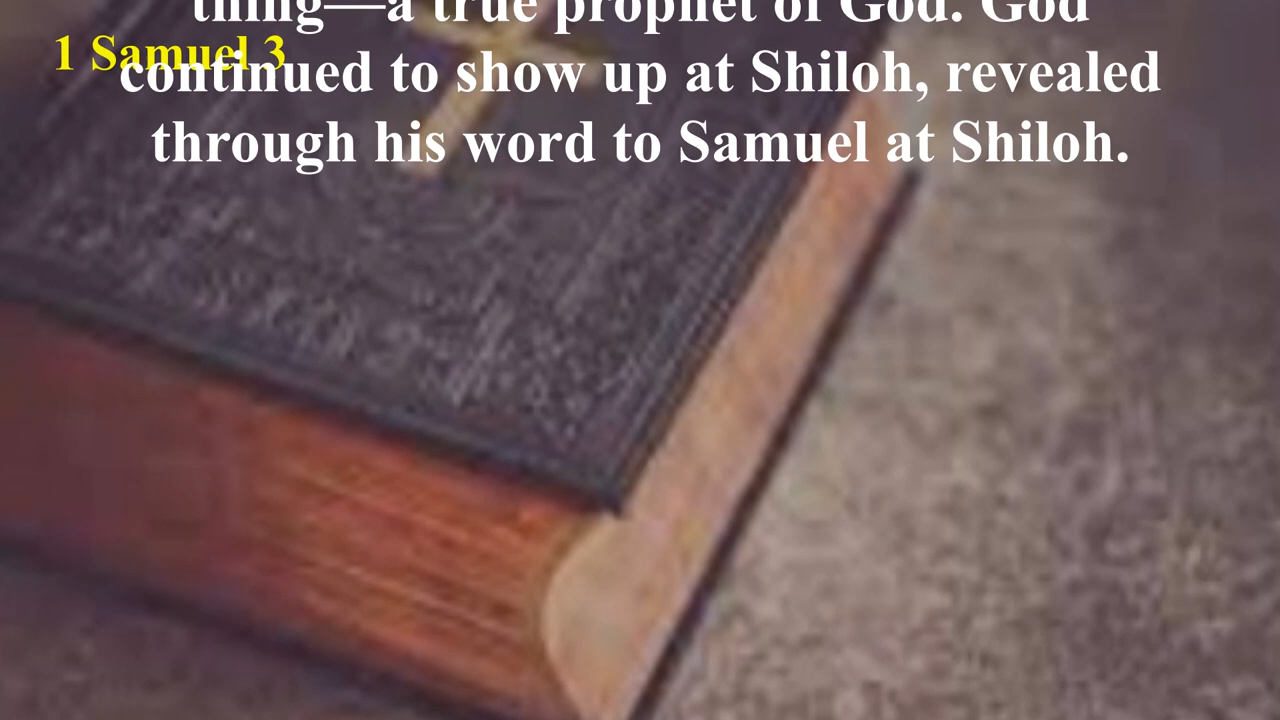 thing—a true prophet of God. God
1 Samuel 3
continued to show up at Shiloh, revealed
through his word to Samuel at Shiloh.